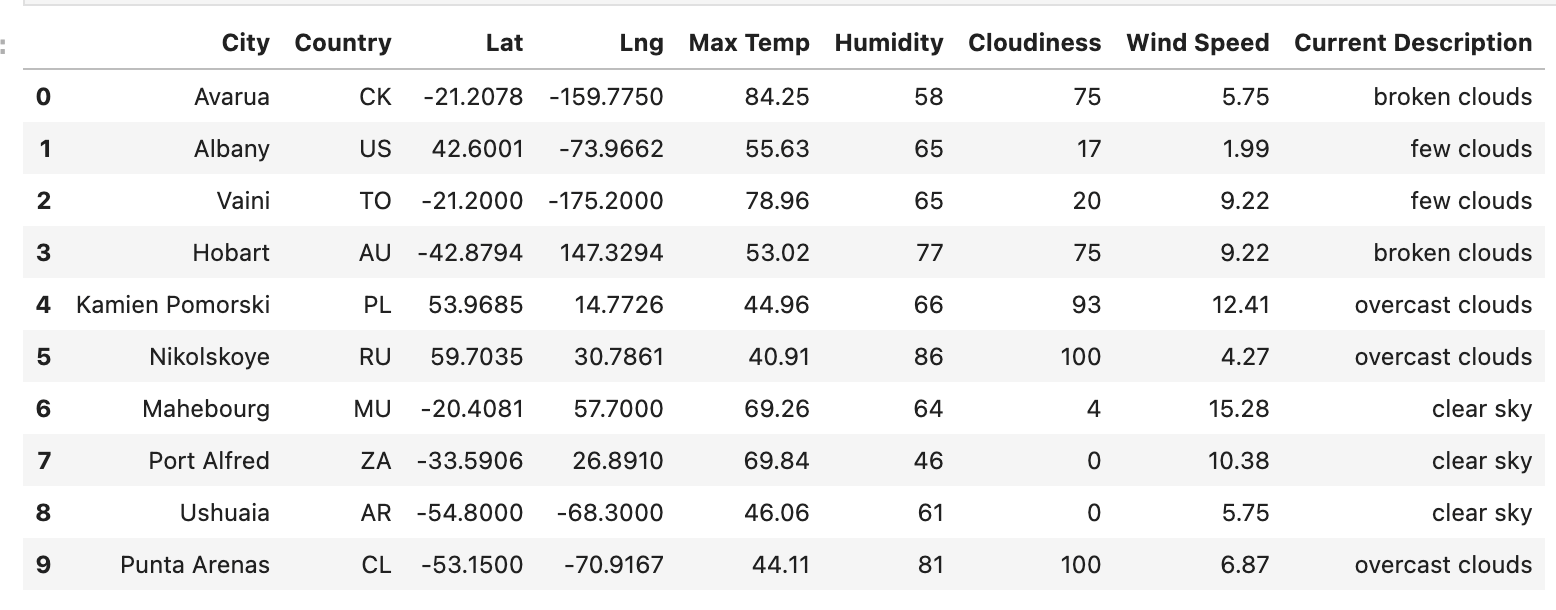 City Country Lat Lng Max Temp Humidity Cloudiness Wind Speed Current Description
0 Avarua CK -21.2078 -159.7750 84.25 58 75 5.75 broken clouds
1 Albany US 42.6001 -73.9662 55.63 65 17 1.99 few clouds
2 Vaini TO -21.2000 -175.2000 78.96 65 20 9.22 few clouds
3 Hobart AU -42.8794 147.3294 53.02 77 75 9.22 broken clouds
4 Kamien Pomorski PL 53.9685 14.7726 44.96 66 93 12.41 overcast clouds
5 Nikolskoye RU 59.7035 30.7861 40.91 86 100 4.27 overcast clouds
6 Mahebourg MU -20.4081 57.7000 69.26 64 4 15.28 clear sky
7 Port Alfred ZA -33.5906 26.8910 69.84 46 0 10.38 clear sky
8 Ushuaia AR -54.8000 -68.3000 46.06 61 0 5.75 clear sky
9 Punta Arenas CL -53.1500 -70.9167 44.11 81 100 6.87 overcast clouds